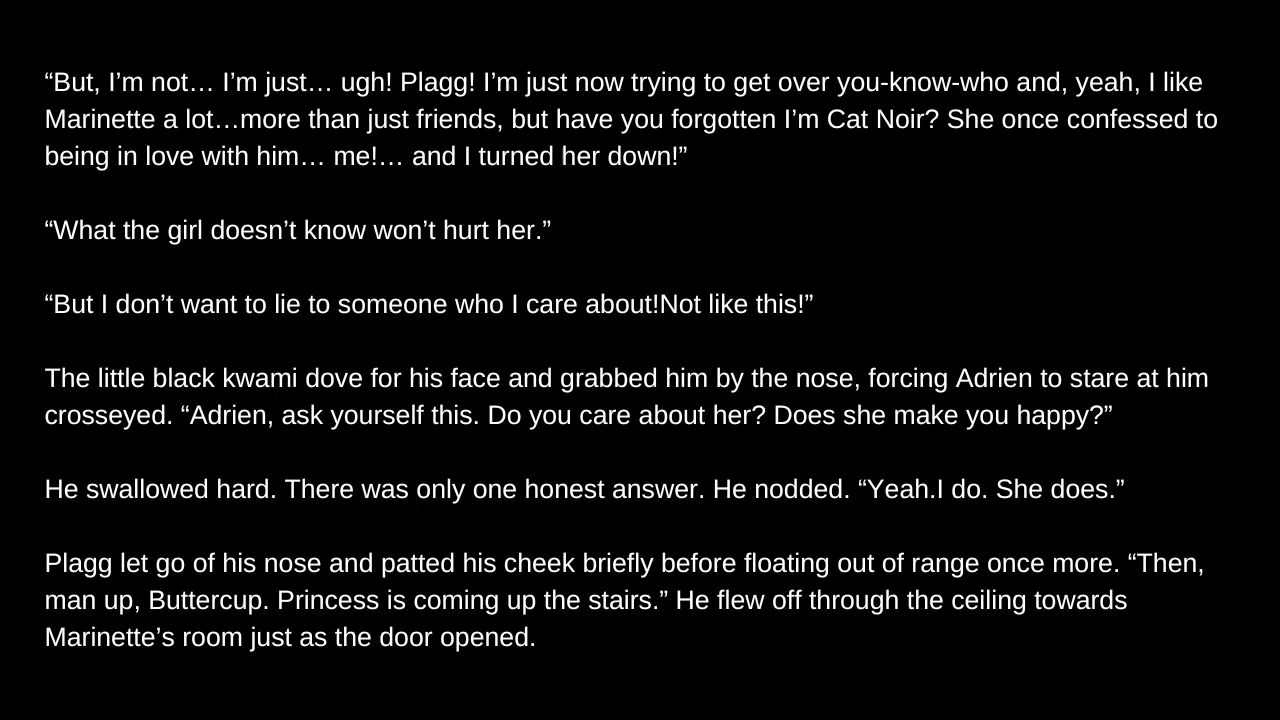 “But, I’m not… I’m just… ugh! Plagg! I’m just now trying to get over you-know-who and, yeah, I like
Marinette a lot…more than just friends, but have you forgotten I’m Cat Noir? She once confessed to
being in love with him… me!… and I turned her down!”
“What the girl doesn’t know won’t hurt her.”
“But I don’t want to lie to someone who I care about!Not like this!”
The little black kwami dove for his face and grabbed him by the nose, forcing Adrien to stare at him
crosseyed. “Adrien, ask yourself this. Do you care about her? Does she make you happy?”
He swallowed hard. There was only one honest answer. He nodded. “Yeah.I do. She does.”
Plagg let go of his nose and patted his cheek briefly before floating out of range once more. “Then,
man up, Buttercup. Princess is coming up the stairs.” He flew off through the ceiling towards
Marinette’s room just as the door opened.